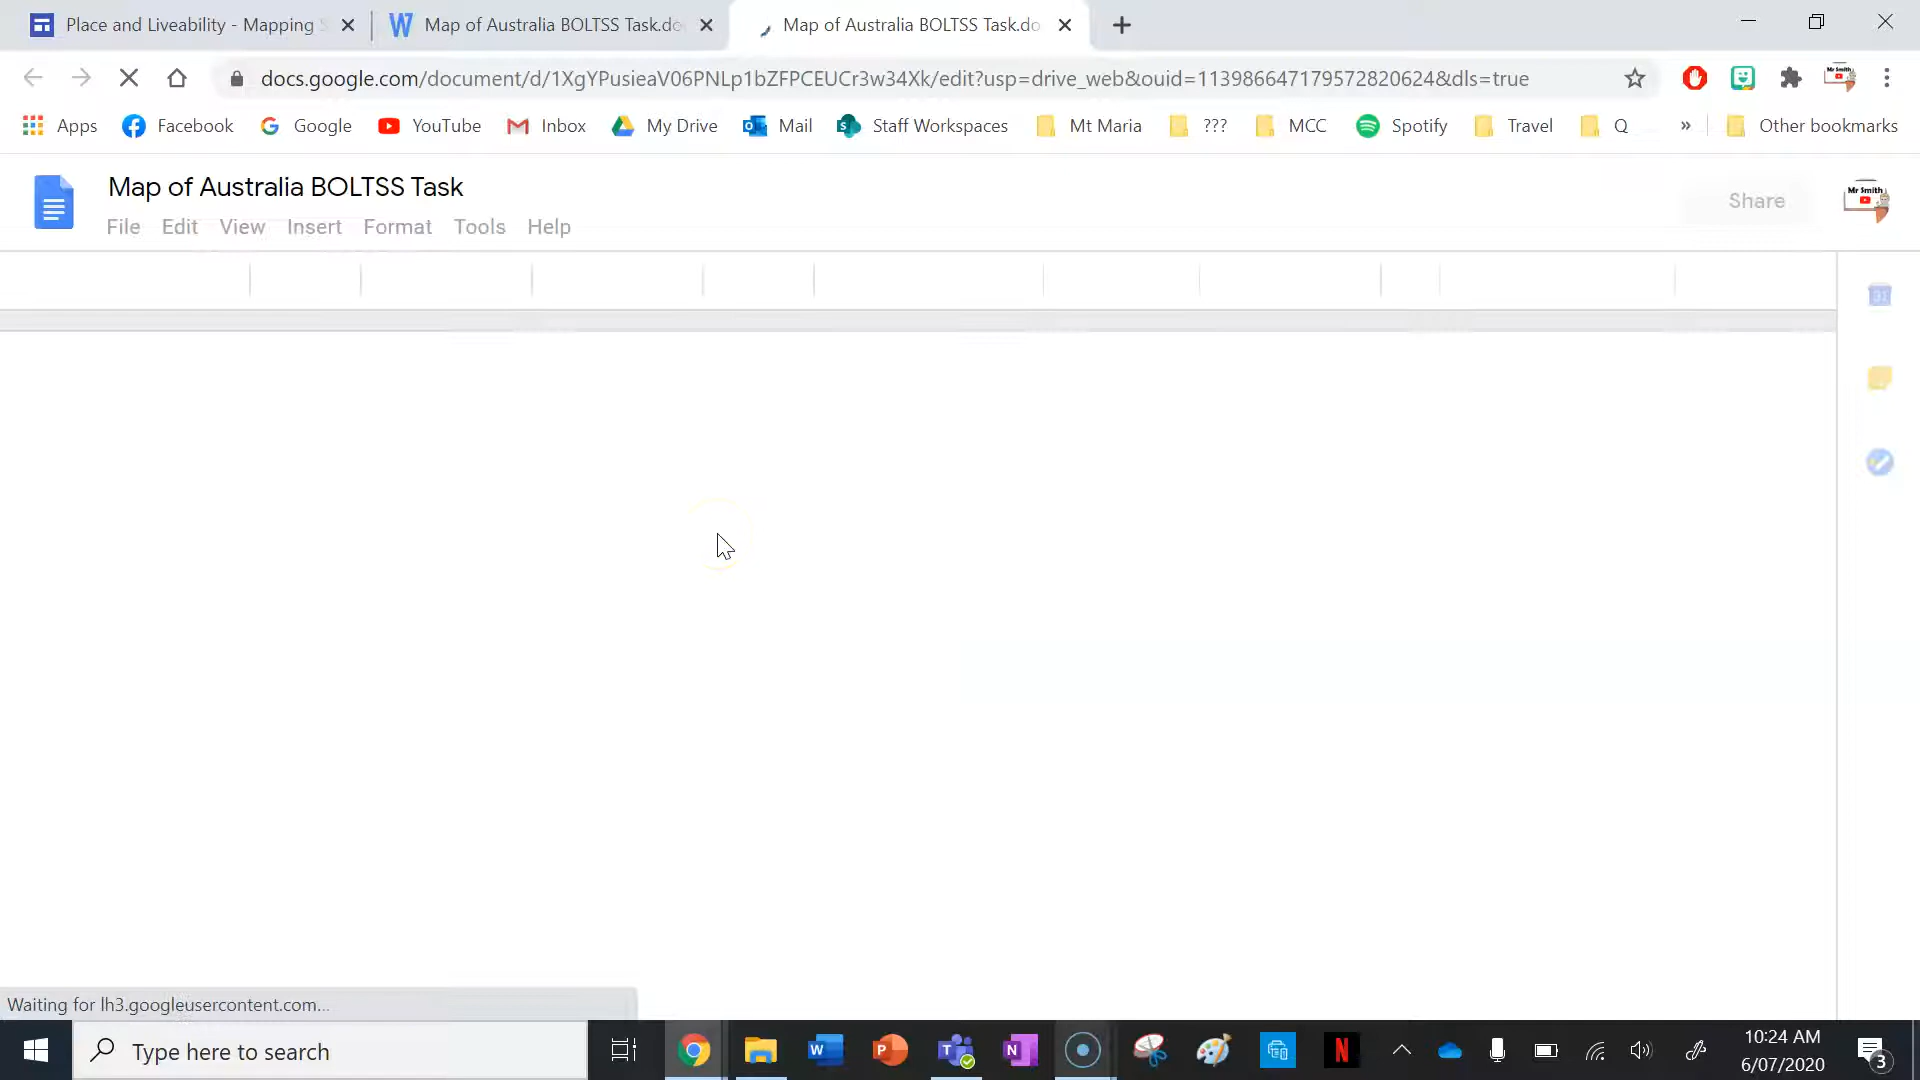 Place and Liveability - Mapping S
Map of Australia BOLTSS Task.do
Map of Australia BOLTSS Task.do
docs.google.com/document/d/1XgYPusieaV06PNLp1bZFPCEUCr3w34Xk/edit?usp=drive_web&ouid=113986647179572820624&dls=true
Apps Facebook Google YouTube Inbox My Drive Mail Staff Workspaces Mt Maria ??? MCC Spotify Travel Q » Other bookmarks
Map of Australia BOLTSS Task
File Edit View Insert Format Tools Help
Share
Mr Smith
Waiting for lh3.googleusercontent.com...
Type here to search
10:24 AM
6/07/2020
3